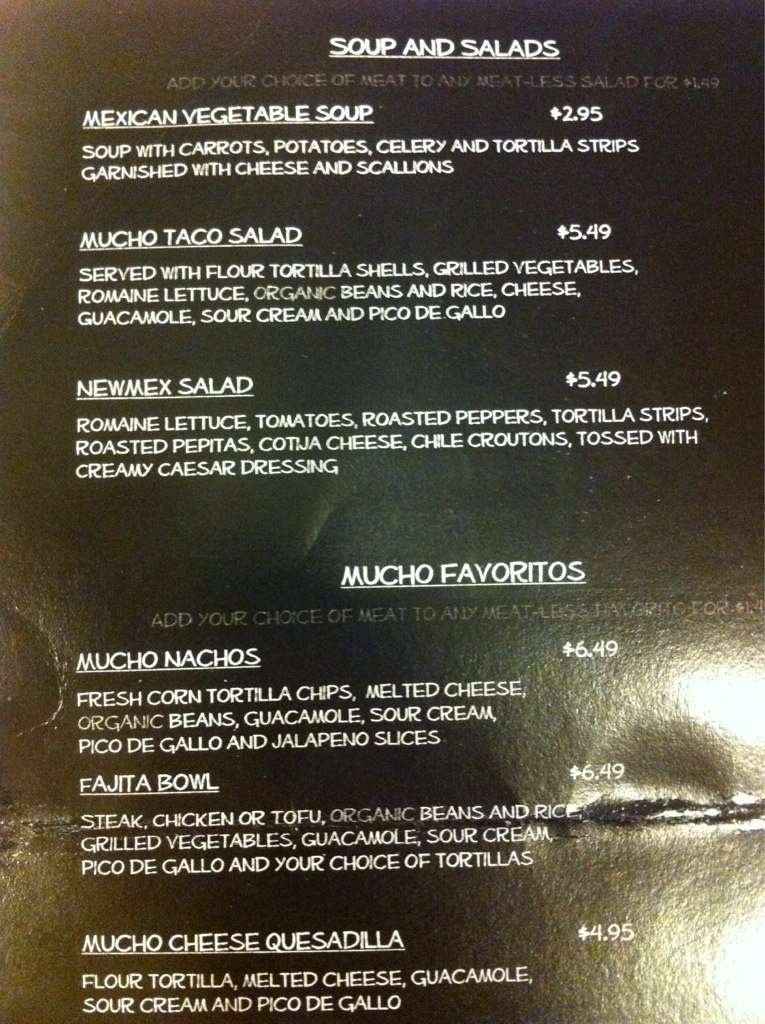 SOUP AND SALADS
ADD YOUR CHOICE OF MEAT TO ANY MEAT-LESS SALAD FOR $1.49
MEXICAN VEGETABLE SOUP $2.95
SOUP WITH CARROTS, POTATOES, CELERY AND TORTILLA STRIPS
GARNISHED WITH CHEESE AND SCALLIONS
MUCHO TACO SALAD $5.49
SERVED WITH FLOUR TORTILLA SHELLS, GRILLED VEGETABLES,
ROMAINE LETTUCE, ORGANIC BEANS AND RICE, CHEESE,
GUACAMOLE, SOUR CREAM AND PICO DE GALLO
NEWMEX SALAD $5.49
ROMAINE LETTUCE, TOMATOES, ROASTED PEPPERS, TORTILLA STRIPS,
ROASTED PEPITAS, COTIJA CHEESE, CHILE CROUTONS, TOSSED WITH
CREAMY CAESAR DRESSING
MUCHO FAVORITOS
ADD YOUR CHOICE OF MEAT TO ANY MEAT-LESS FAVORITO FOR
MUCHO NACHOS $6.49
FRESH CORN TORTILLA CHIPS, MELTED CHEESE,
ORGANIC BEANS, GUACAMOLE, SOUR CREAM,
PICO DE GALLO AND JALAPENO SLICES
FAJITA BOWL $6.49
STEAK, CHICKEN OR TOFU, ORGANIC BEANS AND RICE,
GRILLED VEGETABLES, GUACAMOLE, SOUR CREAM,
PICO DE GALLO AND YOUR CHOICE OF TORTILLAS
MUCHO CHEESE QUESADILLA $4.95
FLOUR TORTILLA, MELTED CHEESE, GUACAMOLE,
SOUR CREAM AND PICO DE GALLO